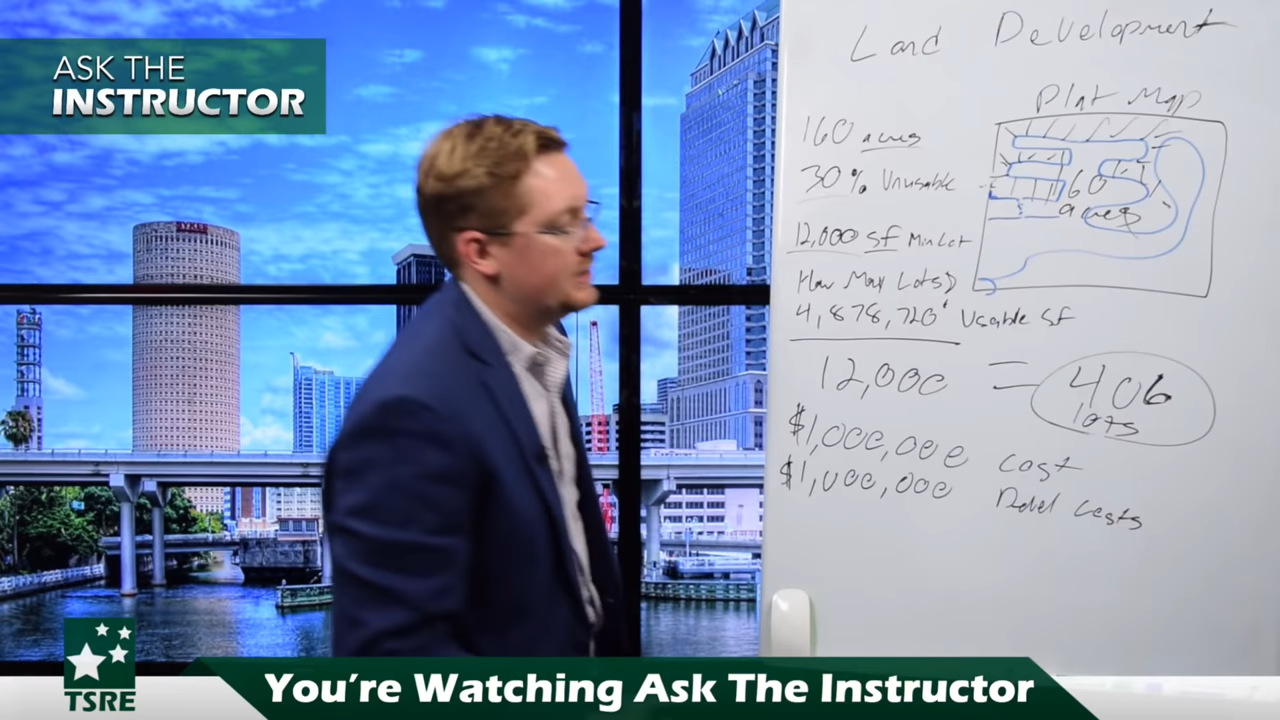 ASK THE
INSTRUCTOR
SYKES
Land Development
Plat Map
160 acres
30% Unusable
60
acres
12,000 SF Min Lot
How Many Lots?
4,878,720' Usable SF
12,000 = 406
lots
$1,000,000 Cost
$1,000,000 Devel Costs
TSRE
You're Watching Ask The Instructor